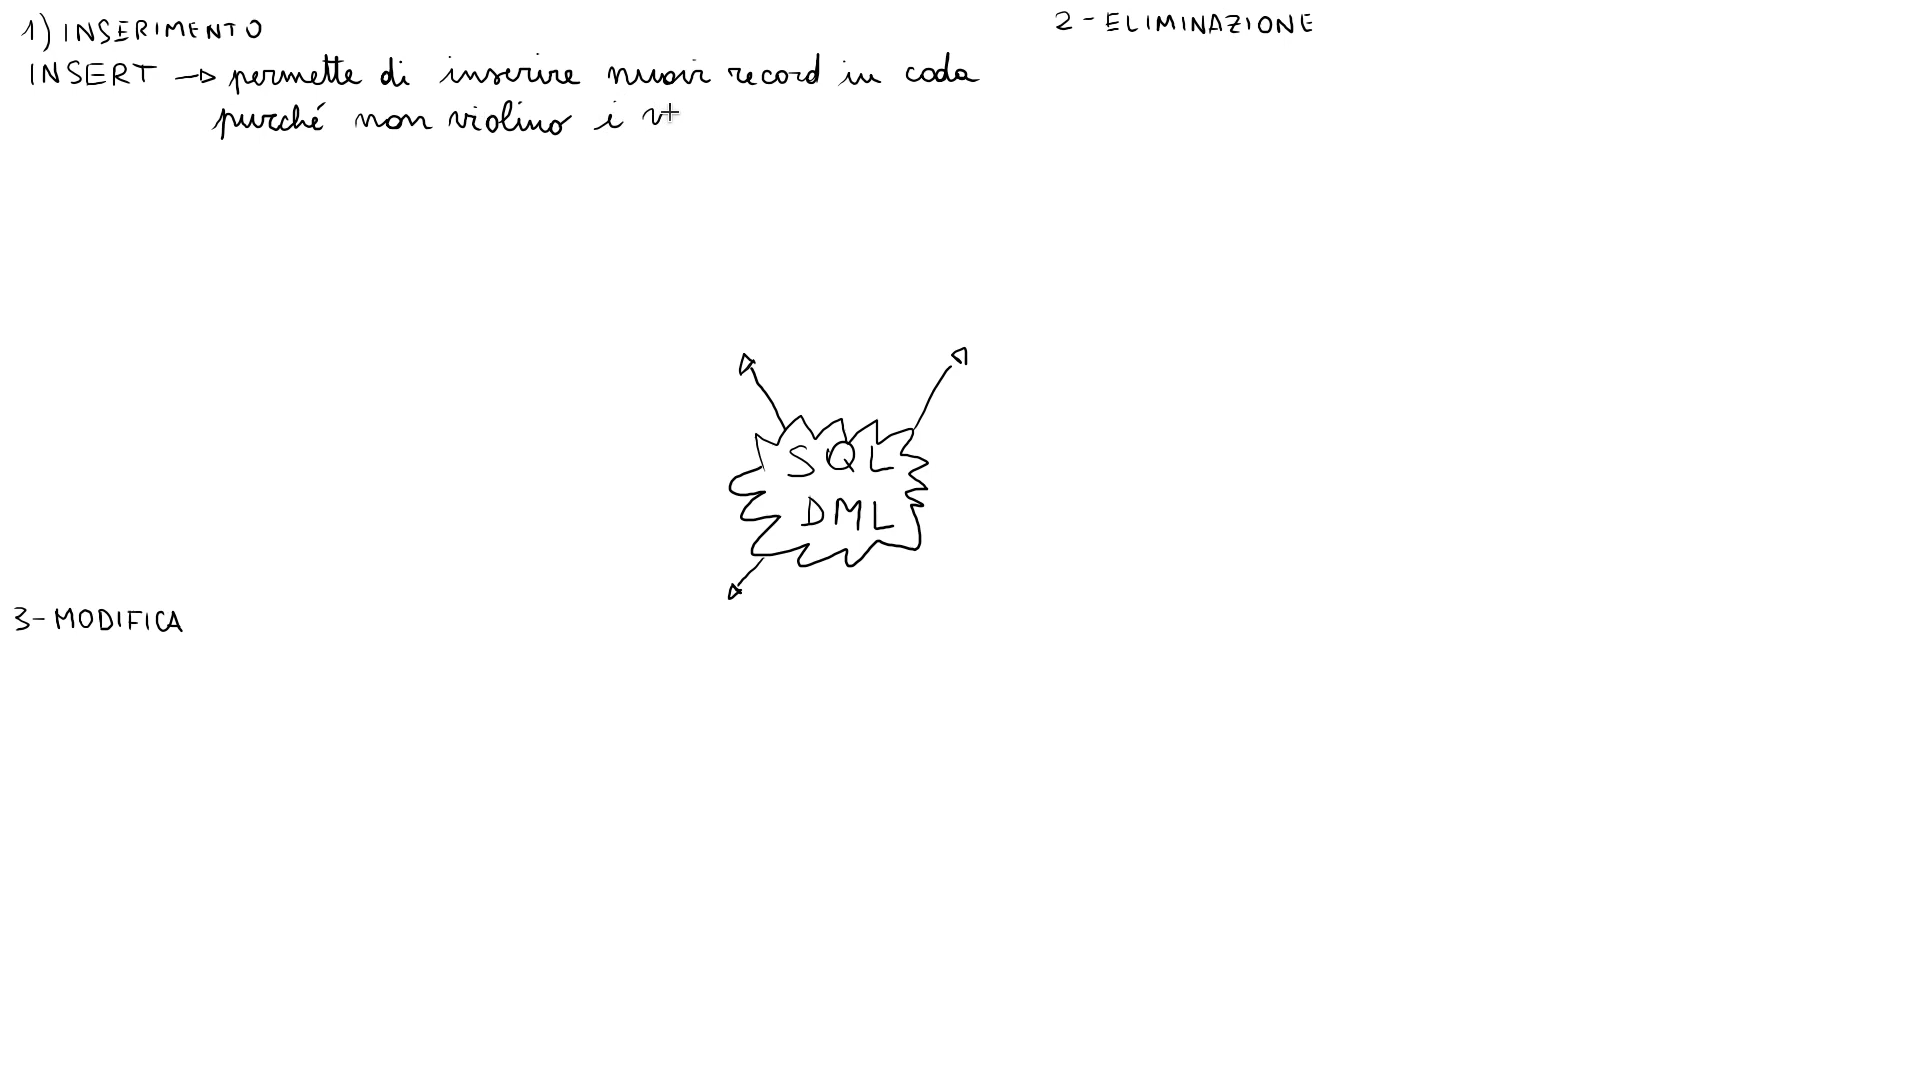 1) INSERIMENTO
2 - ELIMINAZIONE
INSERT → permette di inserire nuovi record in coda
purché non violino i
SQL
DML
3 - MODIFICA